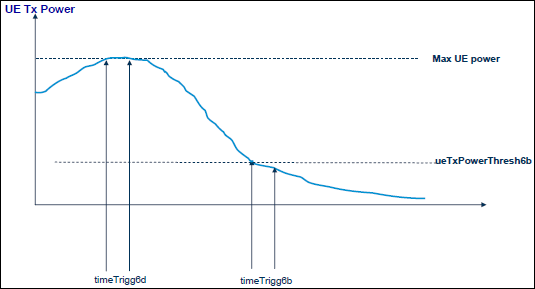 UE Tx Power
Max UE power
ueTxPowerThresh6b
timeTrigg6d
timeTrigg6b